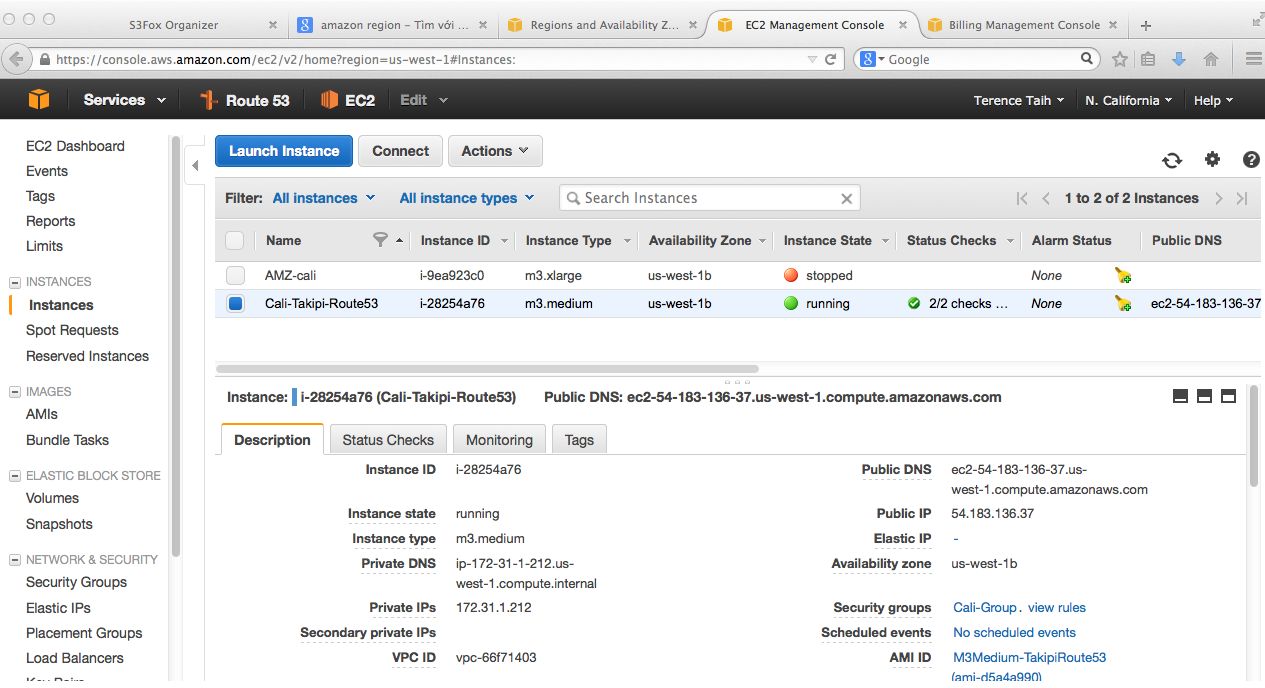 S3Fox Organizer
amazon region – Tìm với ...
Regions and Availability Z...
EC2 Management Console
Billing Management Console
https://console.aws.amazon.com/ec2/v2/home?region=us-west-1#Instances:
Google
Services
Route 53
EC2
Edit
Terence Taih
N. California
Help
EC2 Dashboard
Events
Tags
Reports
Limits
INSTANCES
Instances
Spot Requests
Reserved Instances
IMAGES
AMIs
Bundle Tasks
ELASTIC BLOCK STORE
Volumes
Snapshots
NETWORK & SECURITY
Security Groups
Elastic IPs
Placement Groups
Load Balancers
Key Pairs
Launch Instance
Connect
Actions
Filter: All instances All instance types Search Instances
1 to 2 of 2 Instances
Name Instance ID Instance Type Availability Zone Instance State Status Checks Alarm Status Public DNS
AMZ-cali i-9ea923c0 m3.xlarge us-west-1b stopped None
Cali-Takipi-Route53 i-28254a76 m3.medium us-west-1b running 2/2 checks ... None ec2-54-183-136-37
Instance: i-28254a76 (Cali-Takipi-Route53) Public DNS: ec2-54-183-136-37.us-west-1.compute.amazonaws.com
Description Status Checks Monitoring Tags
Instance ID i-28254a76
Instance state running
Instance type m3.medium
Private DNS ip-172-31-1-212.us-
west-1.compute.internal
Private IPs 172.31.1.212
Secondary private IPs
VPC ID vpc-66f71403
Public DNS ec2-54-183-136-37.us-
west-1.compute.amazonaws.com
Public IP 54.183.136.37
Elastic IP -
Availability zone us-west-1b
Security groups Cali-Group. view rules
Scheduled events No scheduled events
AMI ID M3Medium-TakipiRoute53
(ami-d5a4a990)